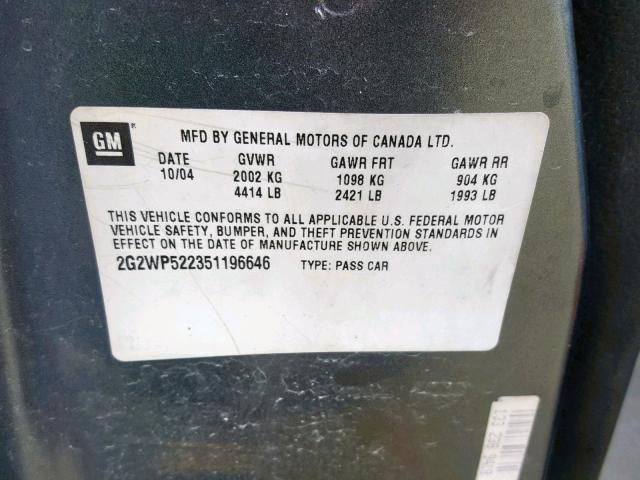 GM ®
MFD BY GENERAL MOTORS OF CANADA LTD.
DATE GVWR GAWR FRT GAWR RR
10/04 2002 KG 1098 KG 904 KG
4414 LB 2421 LB 1993 LB
THIS VEHICLE CONFORMS TO ALL APPLICABLE U.S. FEDERAL MOTOR
VEHICLE SAFETY, BUMPER, AND THEFT PREVENTION STANDARDS IN
EFFECT ON THE DATE OF MANUFACTURE SHOWN ABOVE.
2G2WP522351196646 TYPE: PASS CAR
133 238